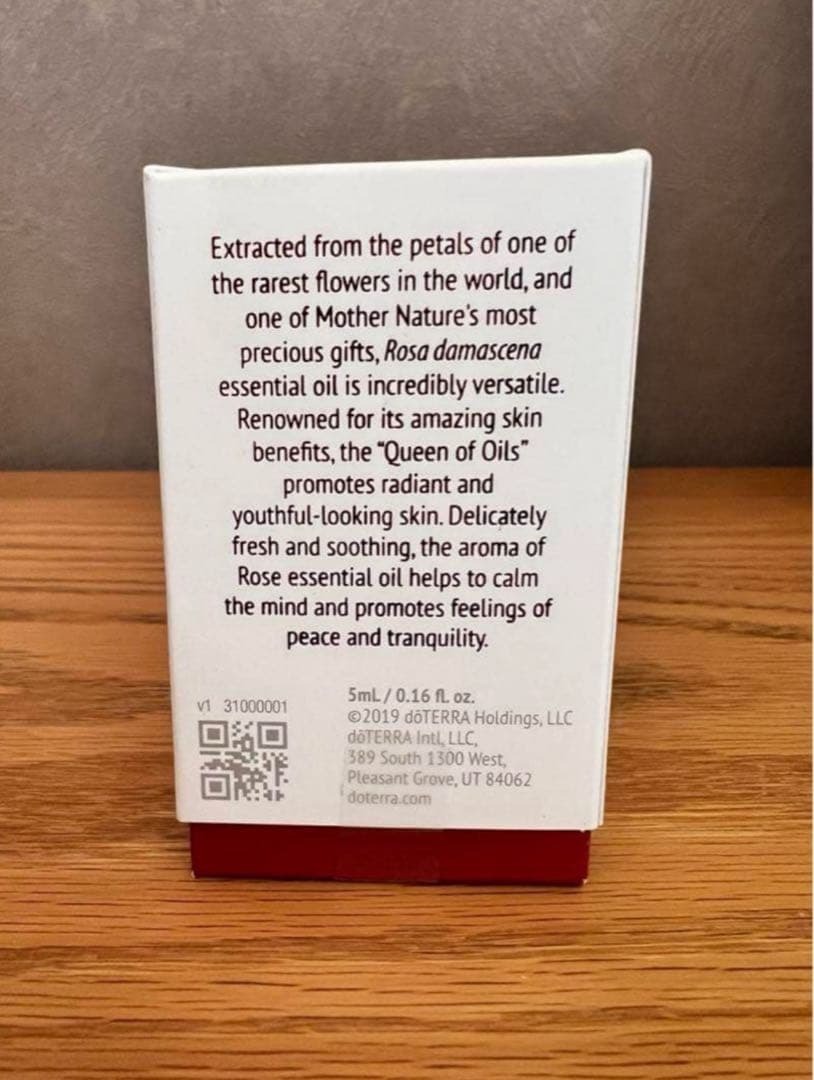 Extracted from the petals of one of
the rarest flowers in the world, and
one of Mother Nature's most
precious gifts, Rosa damascena
essential oil is incredibly versatile.
Renowned for its amazing skin
benefits, the "Queen of Oils"
promotes radiant and
youthful-looking skin. Delicately
fresh and soothing, the aroma of
Rose essential oil helps to calm
the mind and promotes feelings of
peace and tranquility.
v1 31000001
5mL / 0.16 fl. oz.
©2019 dōTERRA Holdings, LLC
dōTERRA Intl, LLC,
389 South 1300 West,
Pleasant Grove, UT 84062
doterra.com